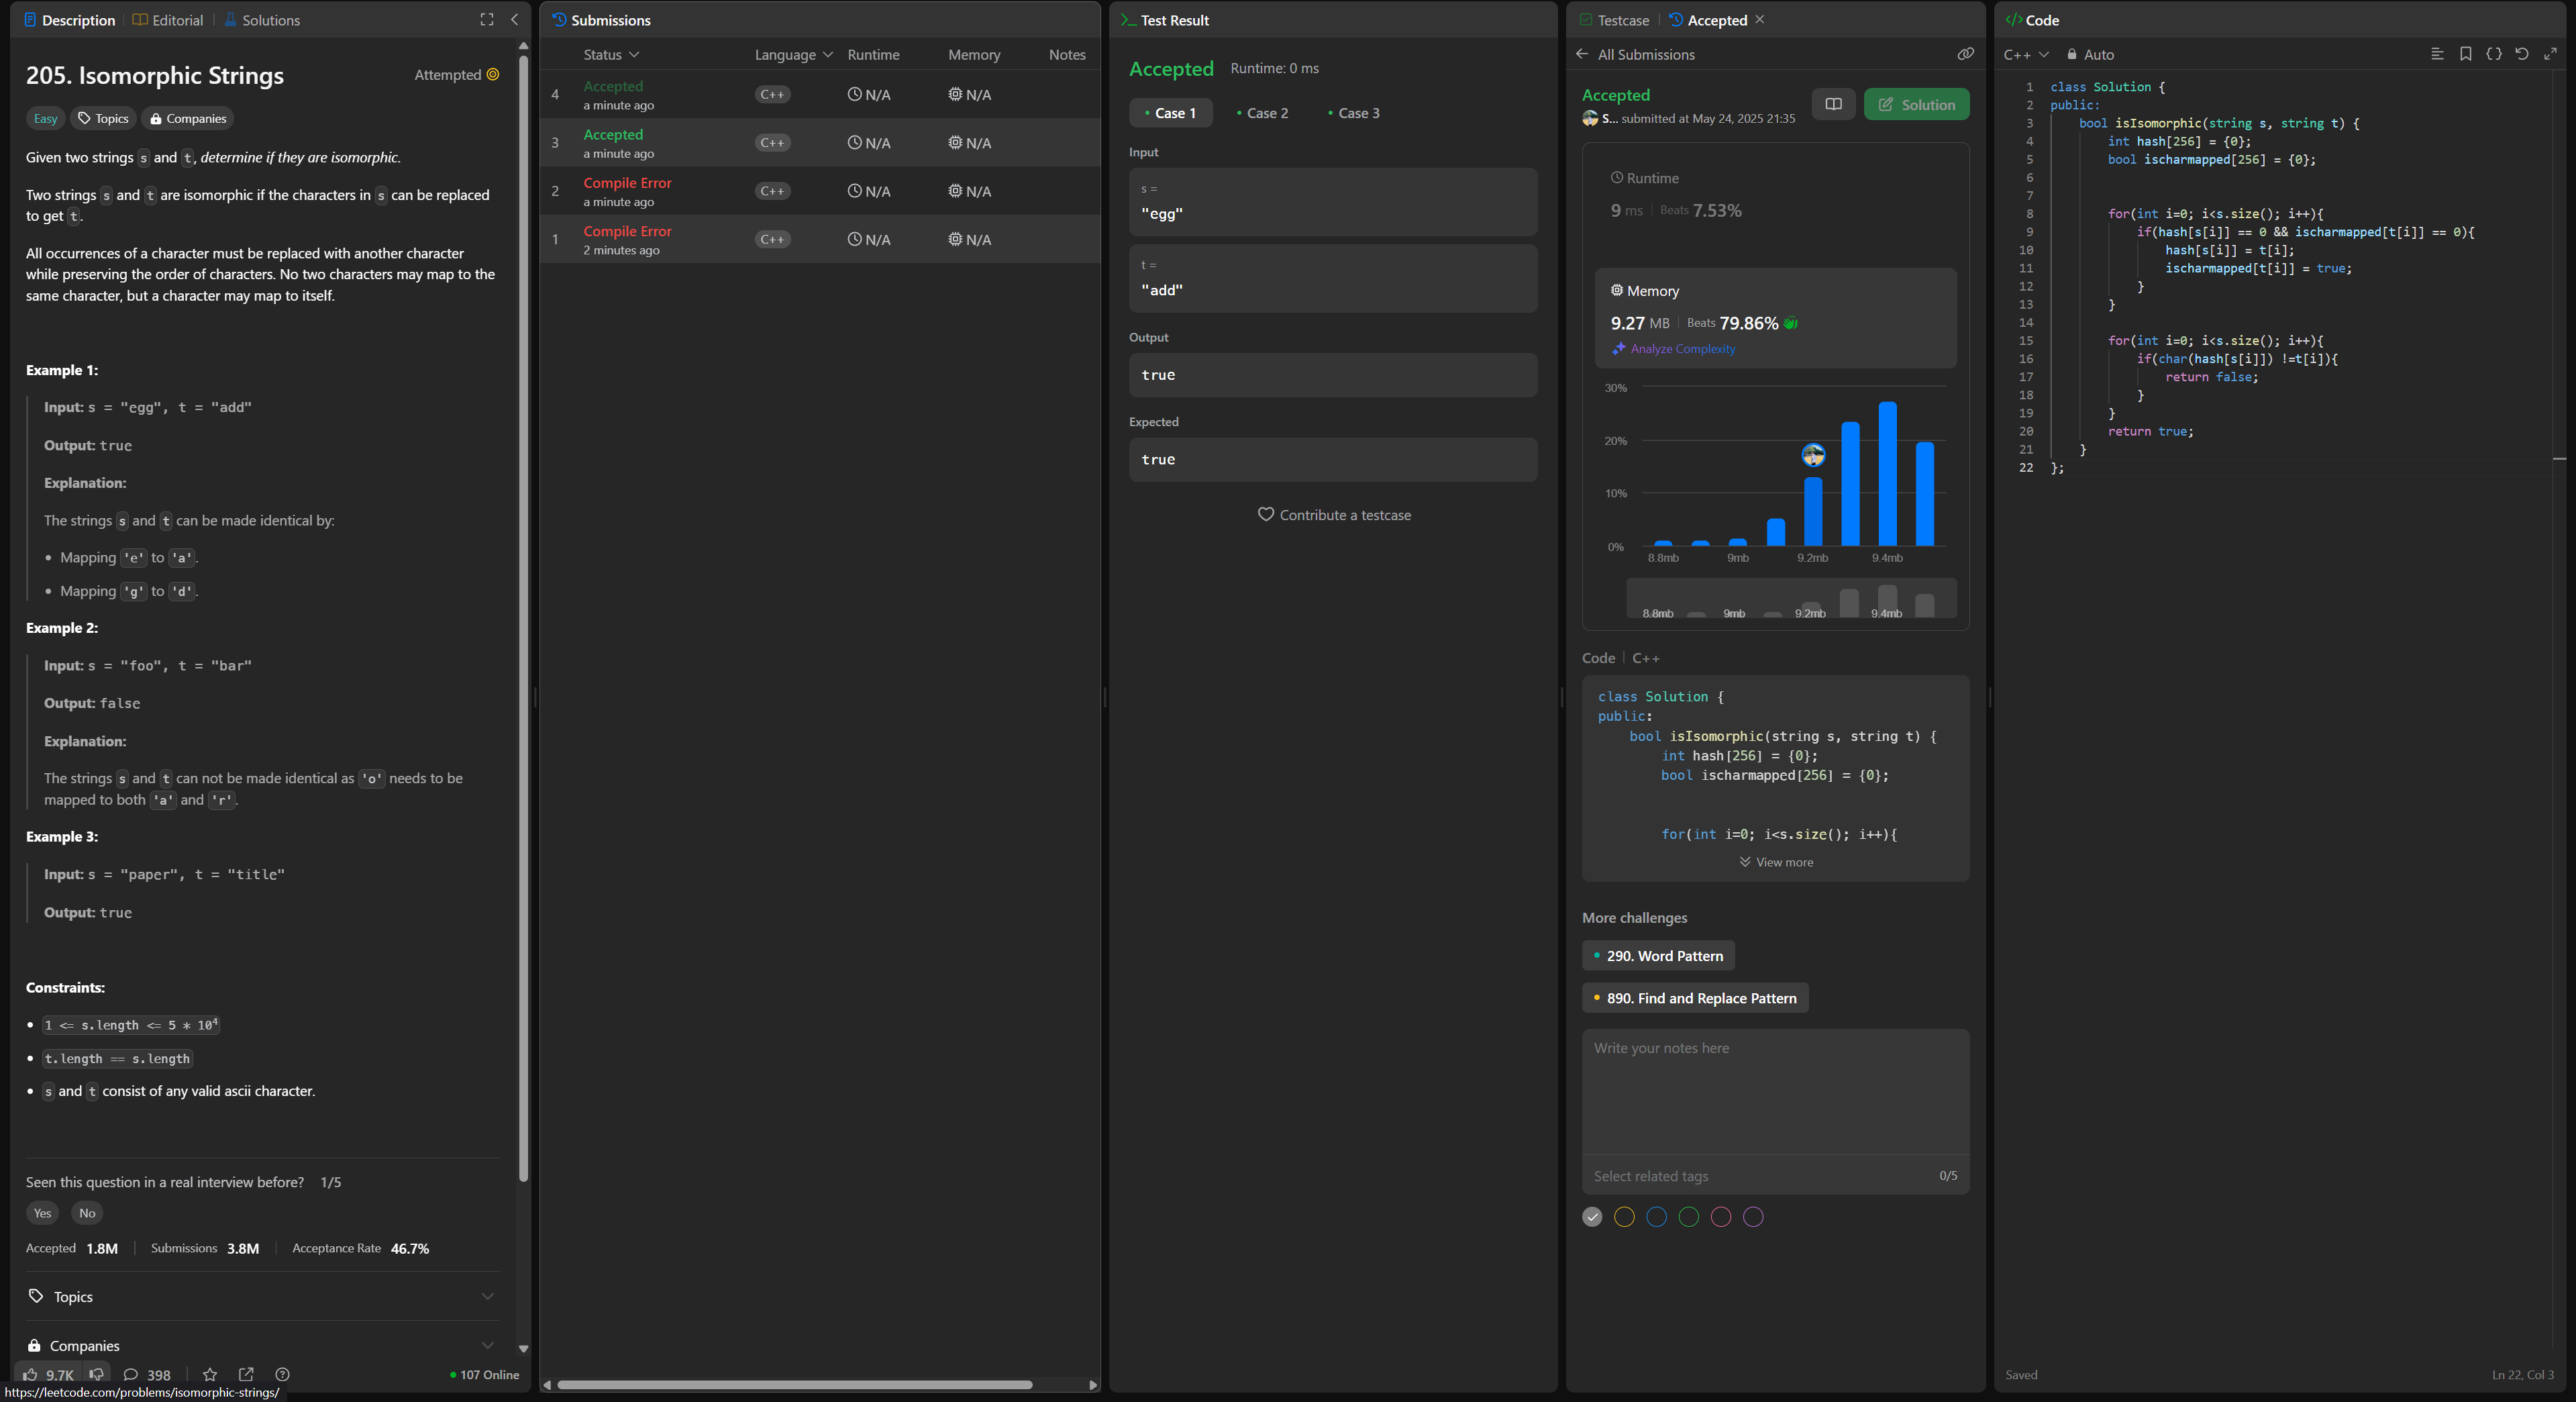 Description
Editorial
Solutions
205. Isomorphic Strings
Attempted
Easy
Topics
Companies
Given two strings s and t, determine if they are isomorphic.
Two strings s and t are isomorphic if the characters in s can be replaced
to get t.
All occurrences of a character must be replaced with another character
while preserving the order of characters. No two characters may map to the
same character, but a character may map to itself.
Example 1:
Input: s = "egg", t = "add"
Output: true
Explanation:
The strings s and t can be made identical by:
Mapping 'e' to 'a'.
Mapping 'g' to 'd'.
Example 2:
Input: s = "foo", t = "bar"
Output: false
Explanation:
The strings s and t can not be made identical as 'o' needs to be
mapped to both 'a' and 'r'.
Example 3:
Input: s = "paper", t = "title"
Output: true
Constraints:
1 <= s.length <= 5 * 10^4
t.length == s.length
s and t consist of any valid ascii character.
Seen this question in a real interview before? 1/5
Yes No
Accepted 1.8M Submissions 3.8M Acceptance Rate 46.7%
Topics
Companies
9.7K 398 107 Online
https://leetcode.com/problems/isomorphic-strings/
Submissions
Status Language Runtime Memory Notes
4 Accepted C++ N/A N/A
a minute ago
3 Accepted C++ N/A N/A
a minute ago
2 Compile Error C++ N/A N/A
a minute ago
1 Compile Error C++ N/A N/A
2 minutes ago
Test Result
Accepted Runtime: 0 ms
Case 1 Case 2 Case 3
Input
s =
"egg"
t =
"add"
Output
true
Expected
true
Contribute a testcase
Testcase Accepted
All Submissions
Accepted
S... submitted at May 24, 2025 21:35
Solution
Runtime
9 ms Beats 7.53%
Memory
9.27 MB Beats 79.86%
Analyze Complexity
30%
20%
10%
0%
8.8mb 9mb 9.2mb 9.4mb
8.8mb 9mb 9.2mb 9.4mb
Code C++
class Solution {
public:
    bool isIsomorphic(string s, string t) {
        int hash[256] = {0};
        bool ischarmapped[256] = {0};
        for(int i=0; i<s.size(); i++){
View more
More challenges
290. Word Pattern
890. Find and Replace Pattern
Write your notes here
Select related tags 0/5
Code
C++ Auto
1 class Solution {
2 public:
3     bool isIsomorphic(string s, string t) {
4         int hash[256] = {0};
5         bool ischarmapped[256] = {0};
6
7
8         for(int i=0; i<s.size(); i++){
9             if(hash[s[i]] == 0 && ischarmapped[t[i]] == 0){
10                 hash[s[i]] = t[i];
11                 ischarmapped[t[i]] = true;
12             }
13         }
14
15         for(int i=0; i<s.size(); i++){
16             if(char(hash[s[i]]) !=t[i]){
17                 return false;
18             }
19         }
20         return true;
21     }
22 };
Saved
Ln 22, Col 3